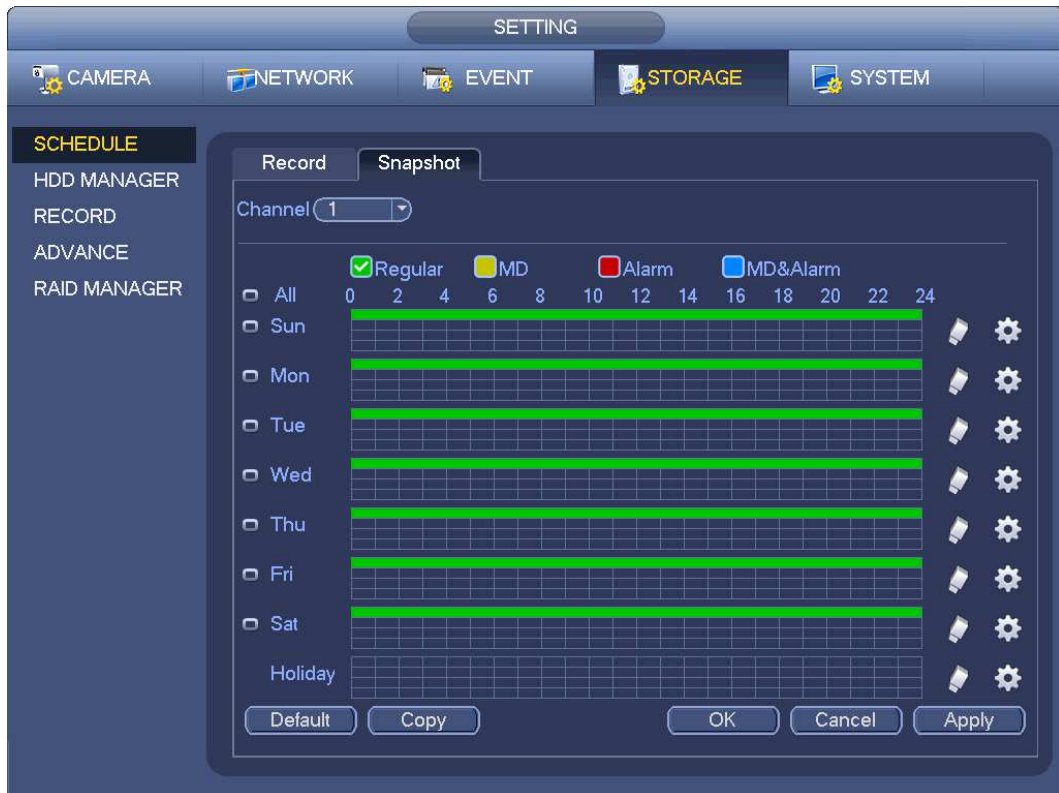 SETTING
CAMERA NETWORK EVENT STORAGE SYSTEM
SCHEDULE
HDD MANAGER
RECORD
ADVANCE
RAID MANAGER
Record Snapshot
Channel 1
Regular MD Alarm MD&Alarm
All 0 2 4 6 8 10 12 14 16 18 20 22 24
Sun
Mon
Tue
Wed
Thu
Fri
Sat
Holiday
Default Copy OK Cancel Apply